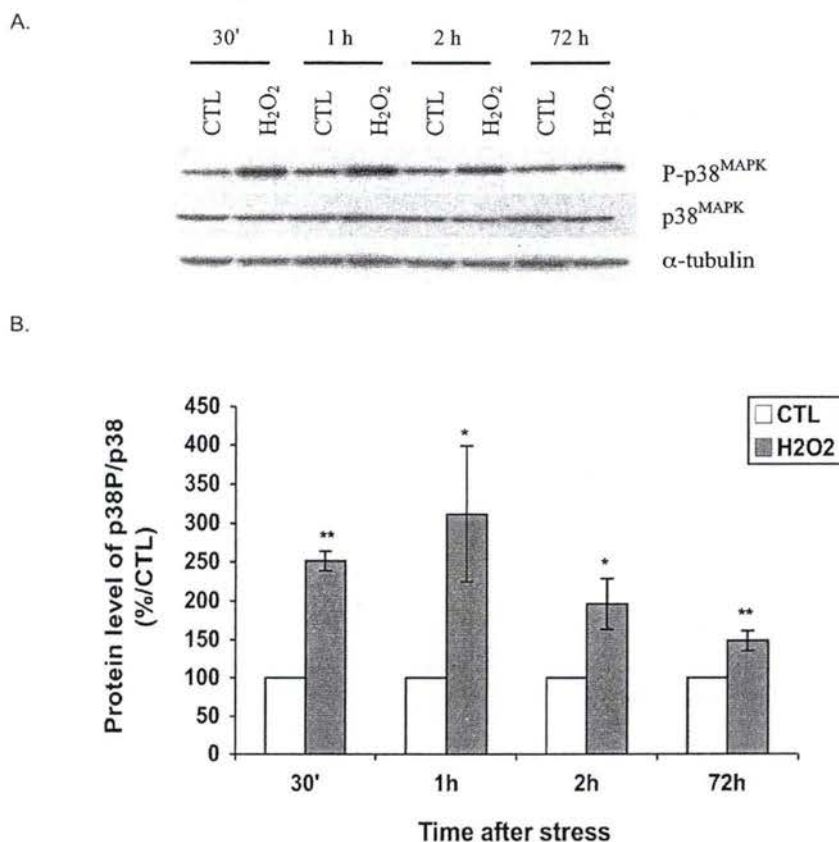 A.
30' 1 h 2 h 72 h
CTL H₂O₂ CTL H₂O₂ CTL H₂O₂ CTL H₂O₂
P-p38ᴹᴬᴾᴷ
p38ᴹᴬᴾᴷ
α-tubulin
B.
Protein level of p38P/p38
(%/CTL)
450
400
350
300
250
200
150
100
50
0
** * * **
CTL
H2O2
30' 1h 2h 72h
Time after stress